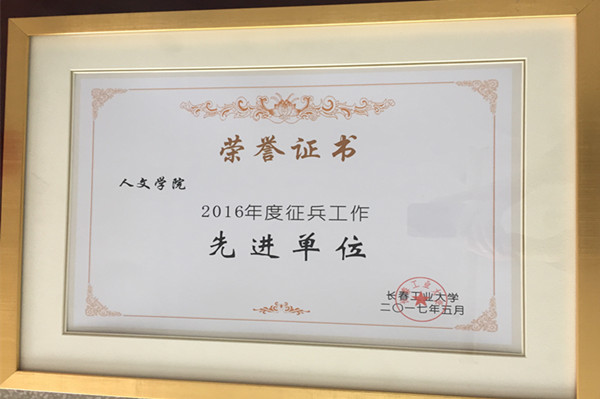 荣誉证书
人文学院
2016年度征兵工作
先进单位
长春工业大学
二〇一七年五月